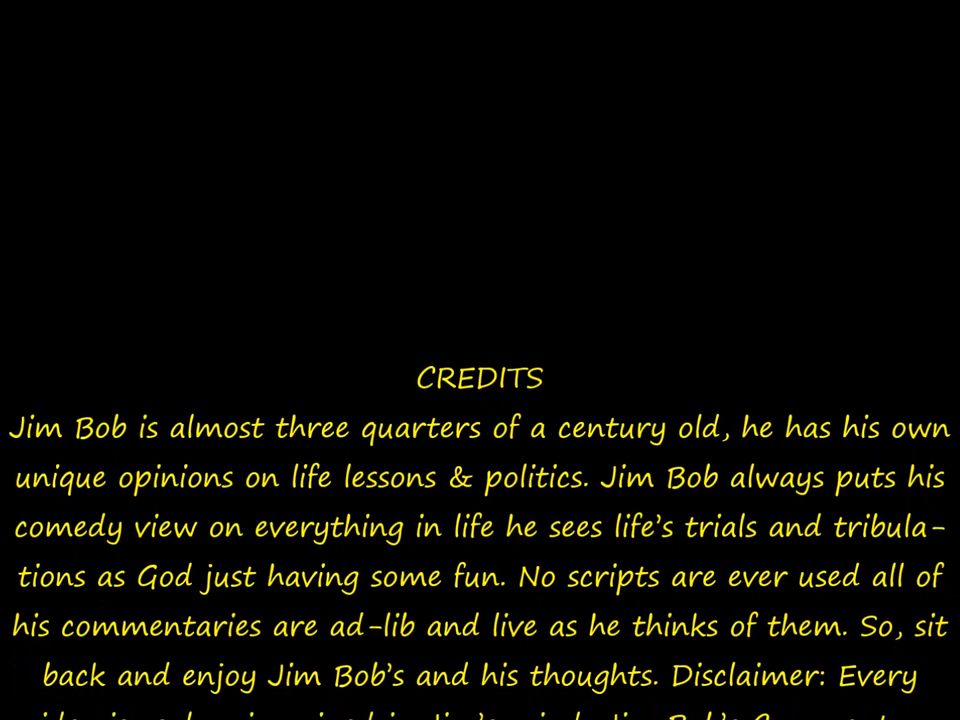 CREDITS
Jim Bob is almost three quarters of a century old, he has his own
unique opinions on life lessons & politics. Jim Bob always puts his
comedy view on everything in life he sees life's trials and tribula-
tions as God just having some fun. No scripts are ever used all of
his commentaries are ad-lib and live as he thinks of them. So, sit
back and enjoy Jim Bob's and his thoughts. Disclaimer: Every